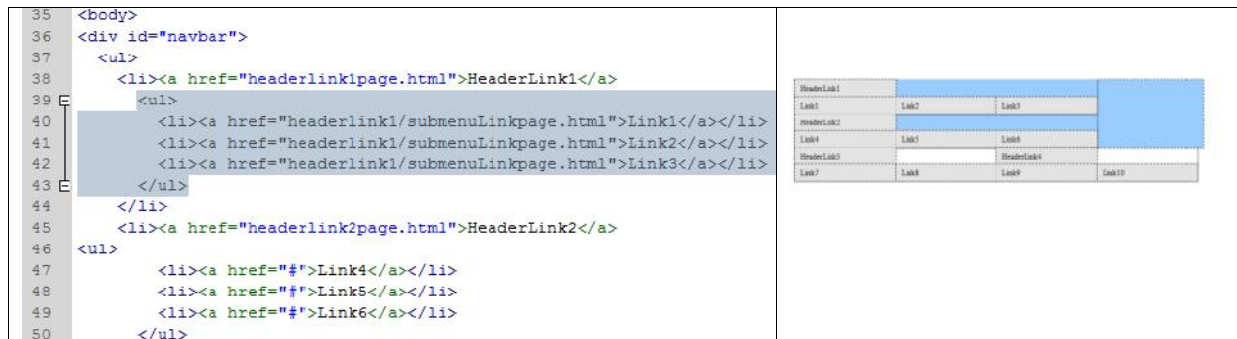 35 <body>
36 <div id="navbar">
37 <ul>
38 <li><a href="headerlink1page.html">HeaderLink1</a>
39 <ul>
40 <li><a href="headerlink1/submenuLinkpage.html">Link1</a></li>
41 <li><a href="headerlink1/submenuLinkpage.html">Link2</a></li>
42 <li><a href="headerlink1/submenuLinkpage.html">Link3</a></li>
43 </ul>
44 </li>
45 <li><a href="headerlink2page.html">HeaderLink2</a>
46 <ul>
47 <li><a href="#">Link4</a></li>
48 <li><a href="#">Link5</a></li>
49 <li><a href="#">Link6</a></li>
50 </ul>
HeaderLink1
Link1 Link2 Link3
HeaderLink2
Link4 Link5 Link6
HeaderLink3 HeaderLink4
Link7 Link8 Link9 Link10